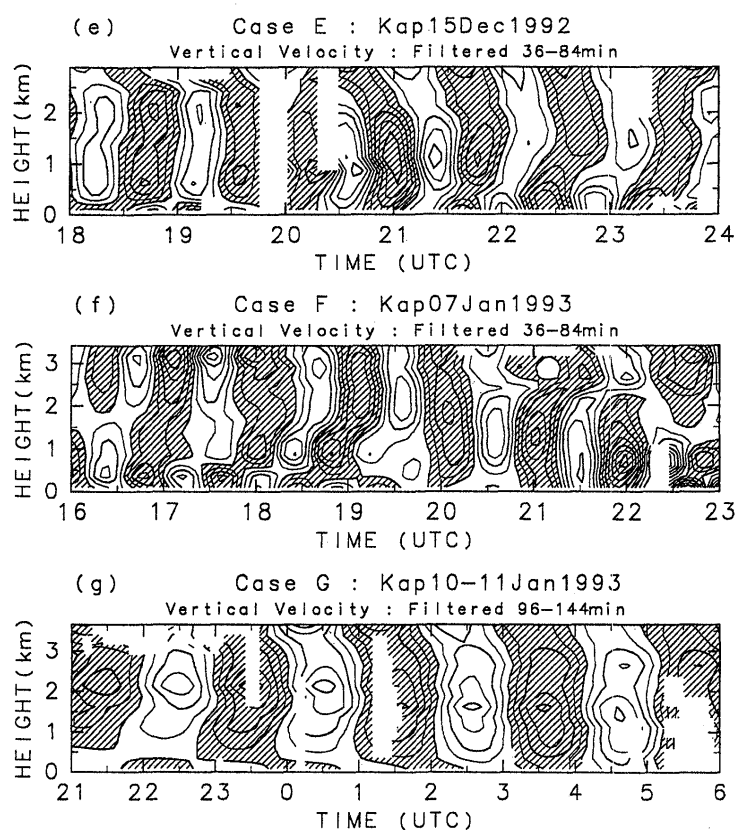 (e) Case E : Kap15Dec1992
Vertical Velocity : Filtered 36-84min
HEIGHT(km)
2
1
0
18 19 20 21 22 23 24
TIME (UTC)
(f) Case F : Kap07Jan1993
Vertical Velocity : Filtered 36-84min
HEIGHT(km)
3
2
1
0
16 17 18 19 20 21 22 23
TIME (UTC)
(g) Case G : Kap10-11Jan1993
Vertical Velocity : Filtered 96-144min
HEIGHT(km)
3
2
1
0
21 22 23 0 1 2 3 4 5 6
TIME (UTC)